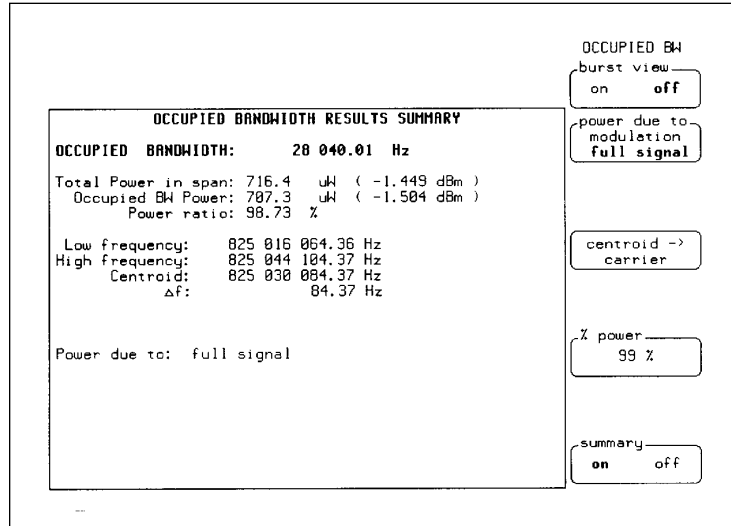 OCCUPIED BW
burst view
on off
OCCUPIED BANDWIDTH RESULTS SUMMARY
power due to
modulation
full signal
OCCUPIED BANDWIDTH: 28 040.01 Hz
Total Power in span: 716.4 uW ( -1.449 dBm )
Occupied BW Power: 707.3 uW ( -1.504 dBm )
Power ratio: 98.73 %
Low frequency: 825 016 064.36 Hz
High frequency: 825 044 104.37 Hz
Centroid: 825 030 084.37 Hz
Δf: 84.37 Hz
centroid ->
carrier
Power due to: full signal
% power
99 %
summary
on off